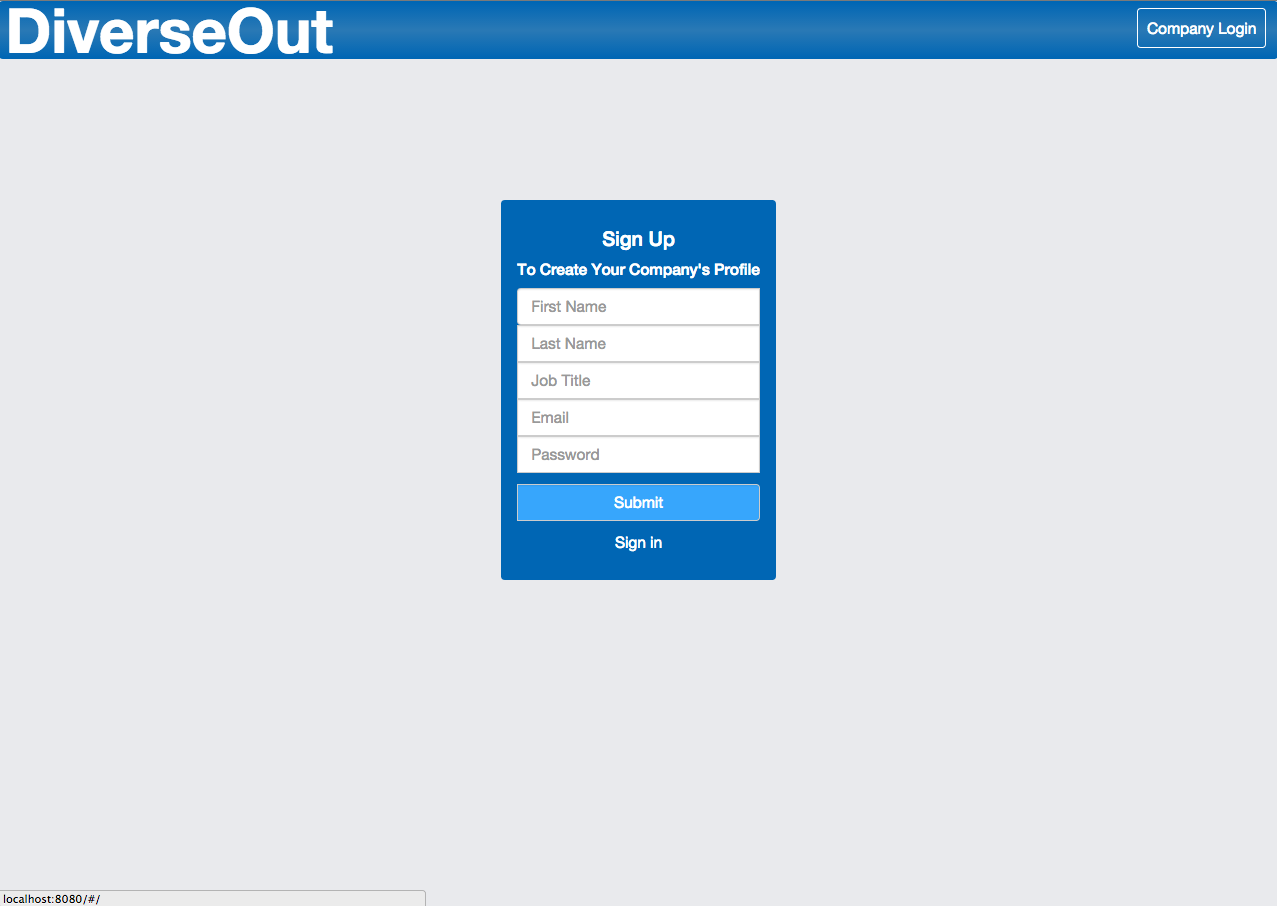 DiverseOut
Company Login
Sign Up
To Create Your Company's Profile
First Name
Last Name
Job Title
Email
Password
Submit
Sign in
localhost:8080/#/